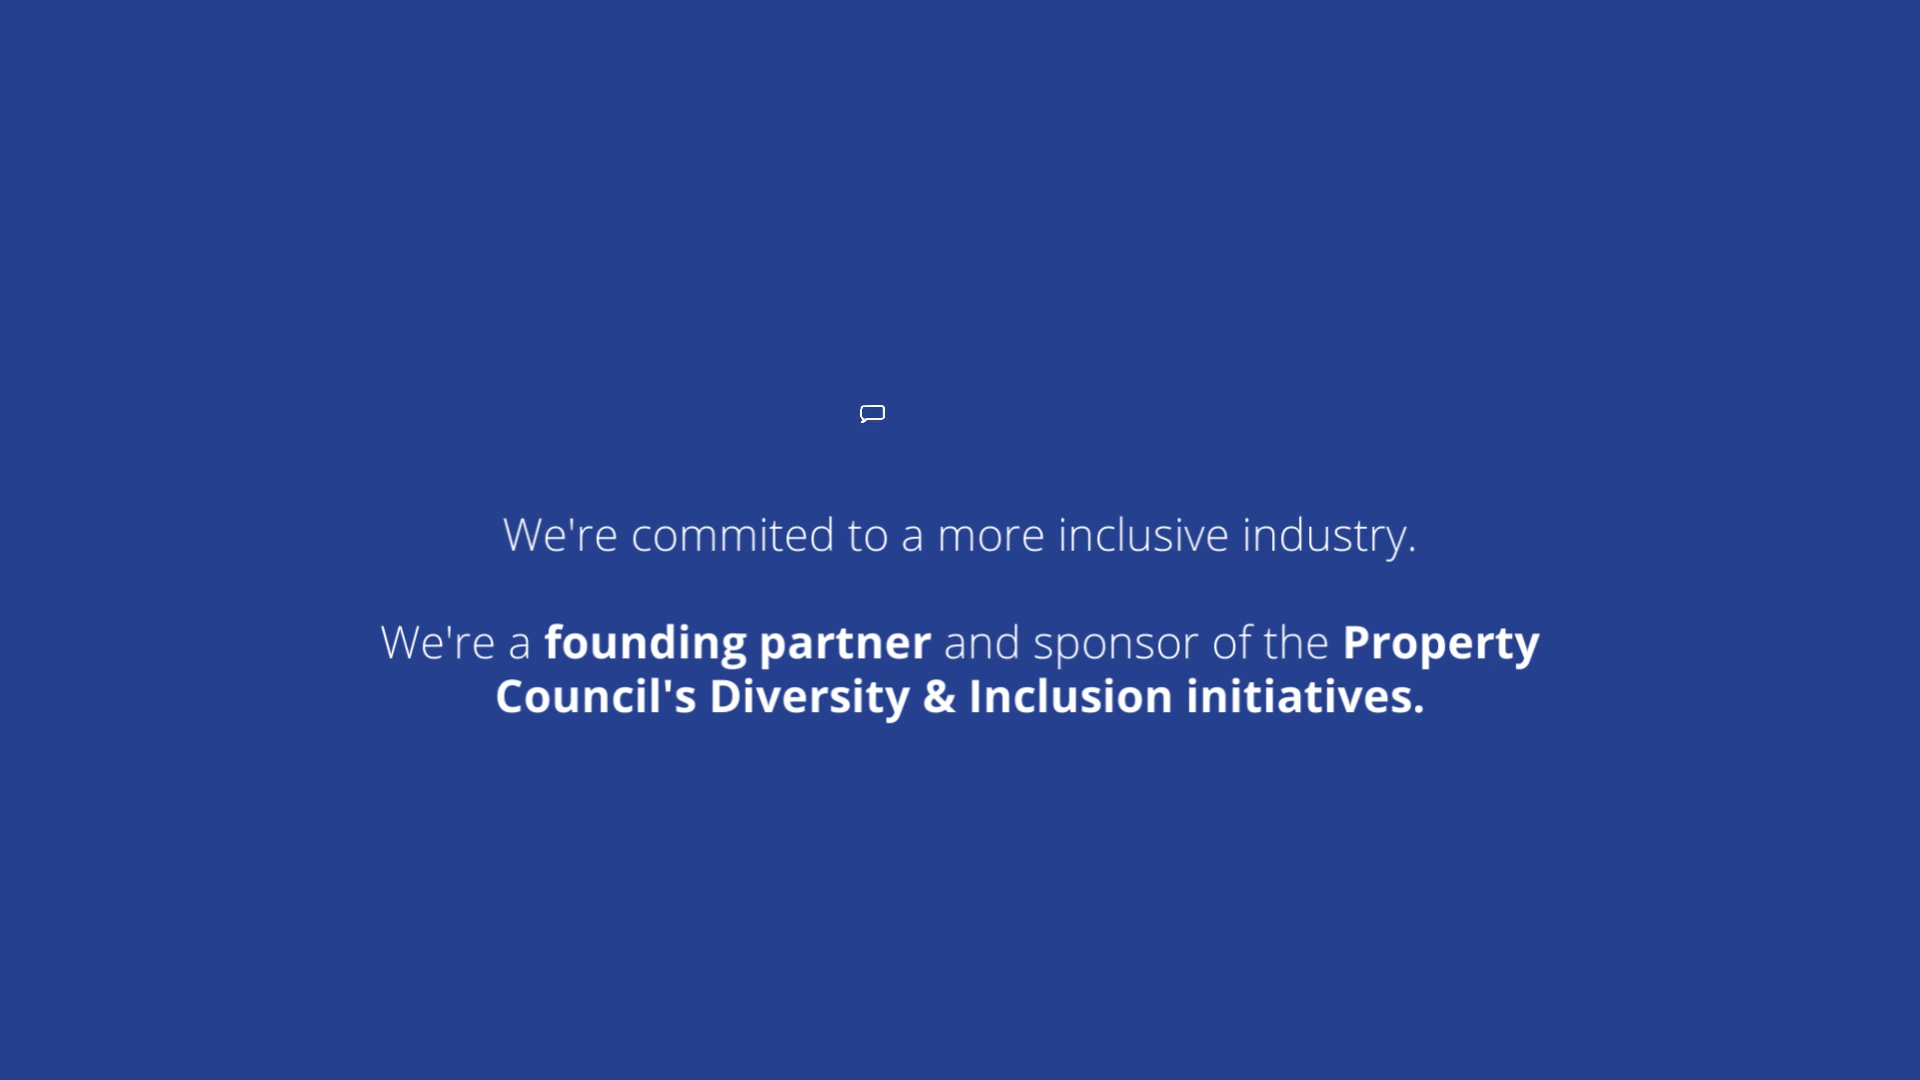 We're commited to a more inclusive industry.
We're a founding partner and sponsor of the Property
Council's Diversity & Inclusion initiatives.